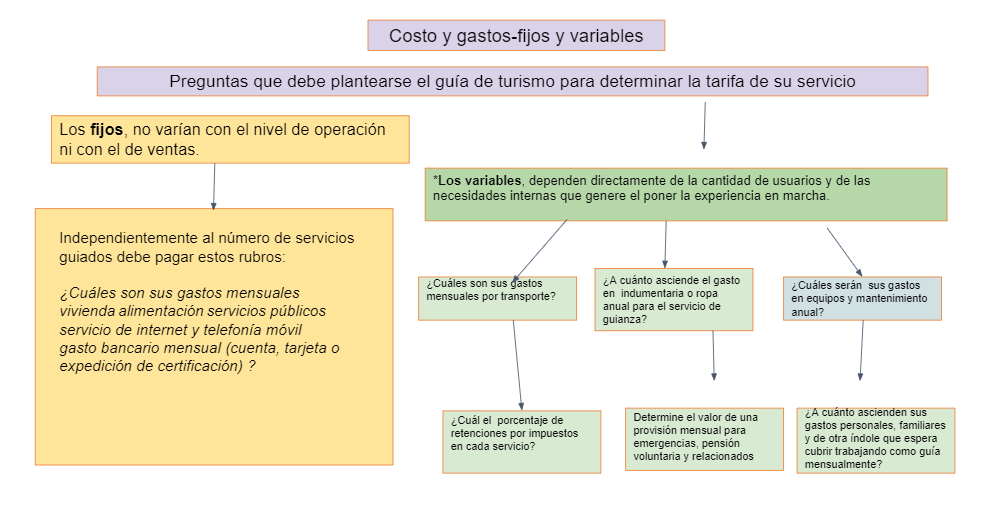 Costo y gastos-fijos y variables
Preguntas que debe plantearse el guía de turismo para determinar la tarifa de su servicio
Los fijos, no varían con el nivel de operación
ni con el de ventas.
Independientemente al número de servicios
guiados debe pagar estos rubros:
¿Cuáles son sus gastos mensuales
vivienda alimentación servicios públicos
servicio de internet y telefonía móvil
gasto bancario mensual (cuenta, tarjeta o
expedición de certificación) ?
*Los variables, dependen directamente de la cantidad de usuarios y de las
necesidades internas que genere el poner la experiencia en marcha.
¿Cuáles son sus gastos
mensuales por transporte?
¿A cuánto asciende el gasto
en indumentaria o ropa
anual para el servicio de
guianza?
¿Cuáles serán sus gastos
en equipos y mantenimiento
anual?
¿Cuál el porcentaje de
retenciones por impuestos
en cada servicio?
Determine el valor de una
provisión mensual para
emergencias, pensión
voluntaria y relacionados
¿A cuánto ascienden sus
gastos personales, familiares
y de otra índole que espera
cubrir trabajando como guía
mensualmente?